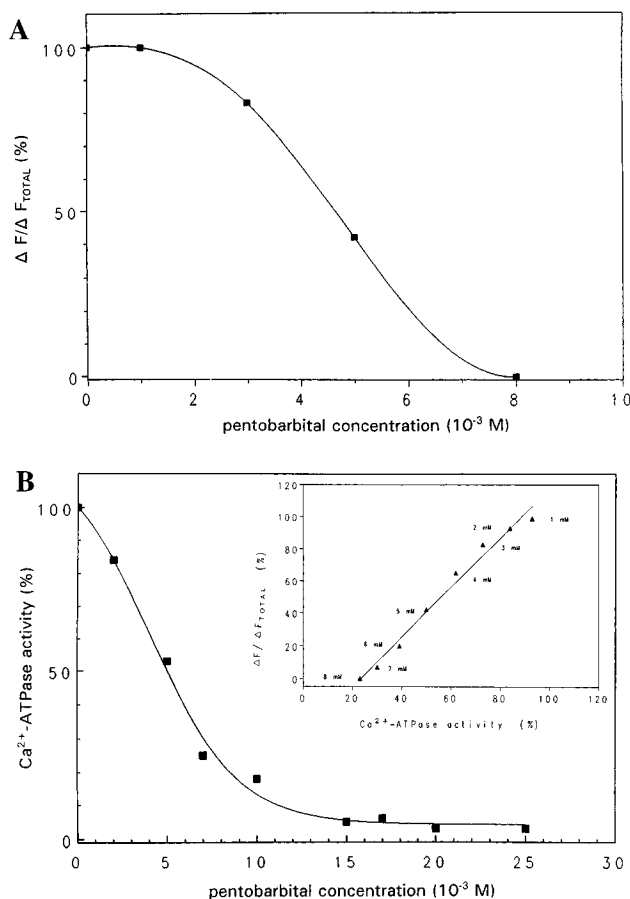 A
100
50
0
Δ F/Δ F TOTAL (%)
0 2 4 6 8 10
pentobarbital concentration (10⁻³ M)
B
100
50
0
Ca²⁺-ATPase activity (%)
0 5 10 15 20 25 30
pentobarbital concentration (10⁻³ M)
120
100
80
60
40
20
0
ΔF/ΔF TOTAL (%)
2 mM
1 mM
3 mM
4 mM
5 mM
6 mM
7 mM
8 mM
0 20 40 60 80 100 120
Ca²⁺-ATPase activity (%)